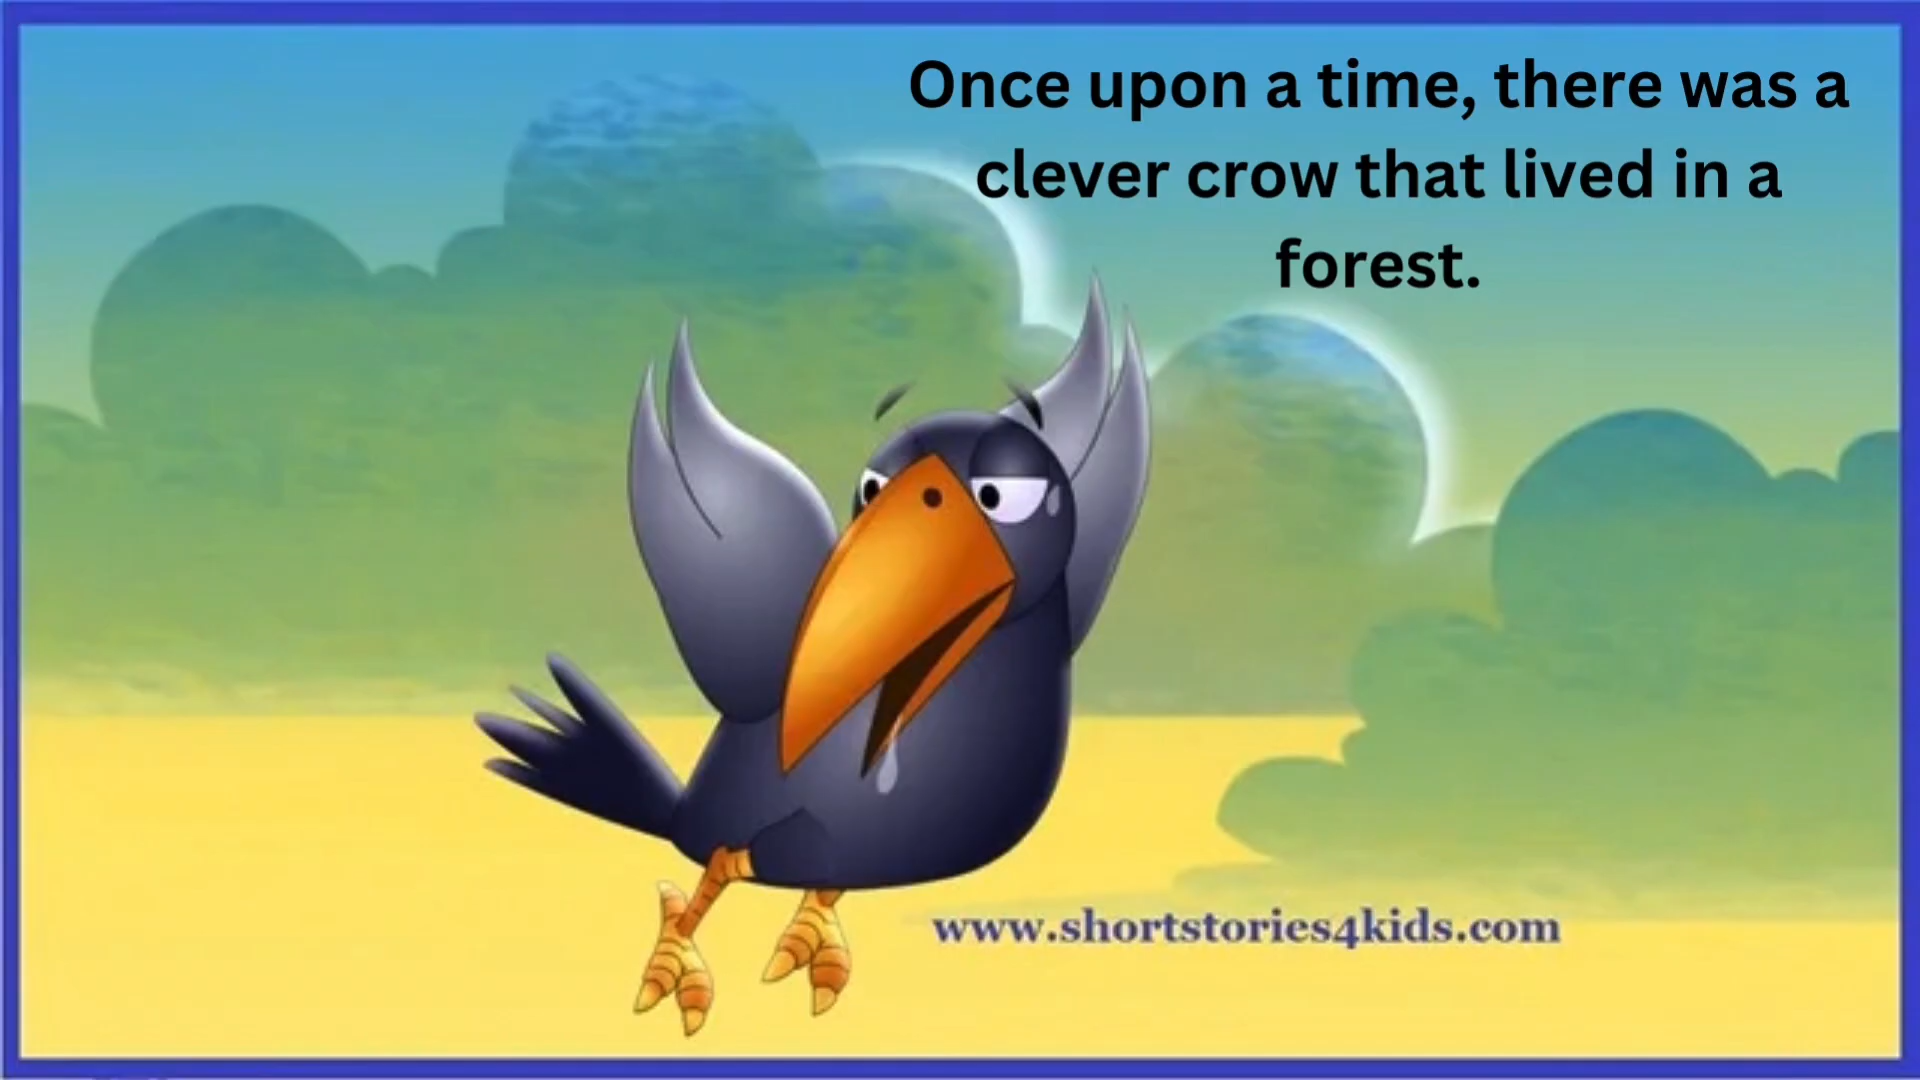 Once upon a time, there was a
clever crow that lived in a
forest.
www.shortstories4kids.com